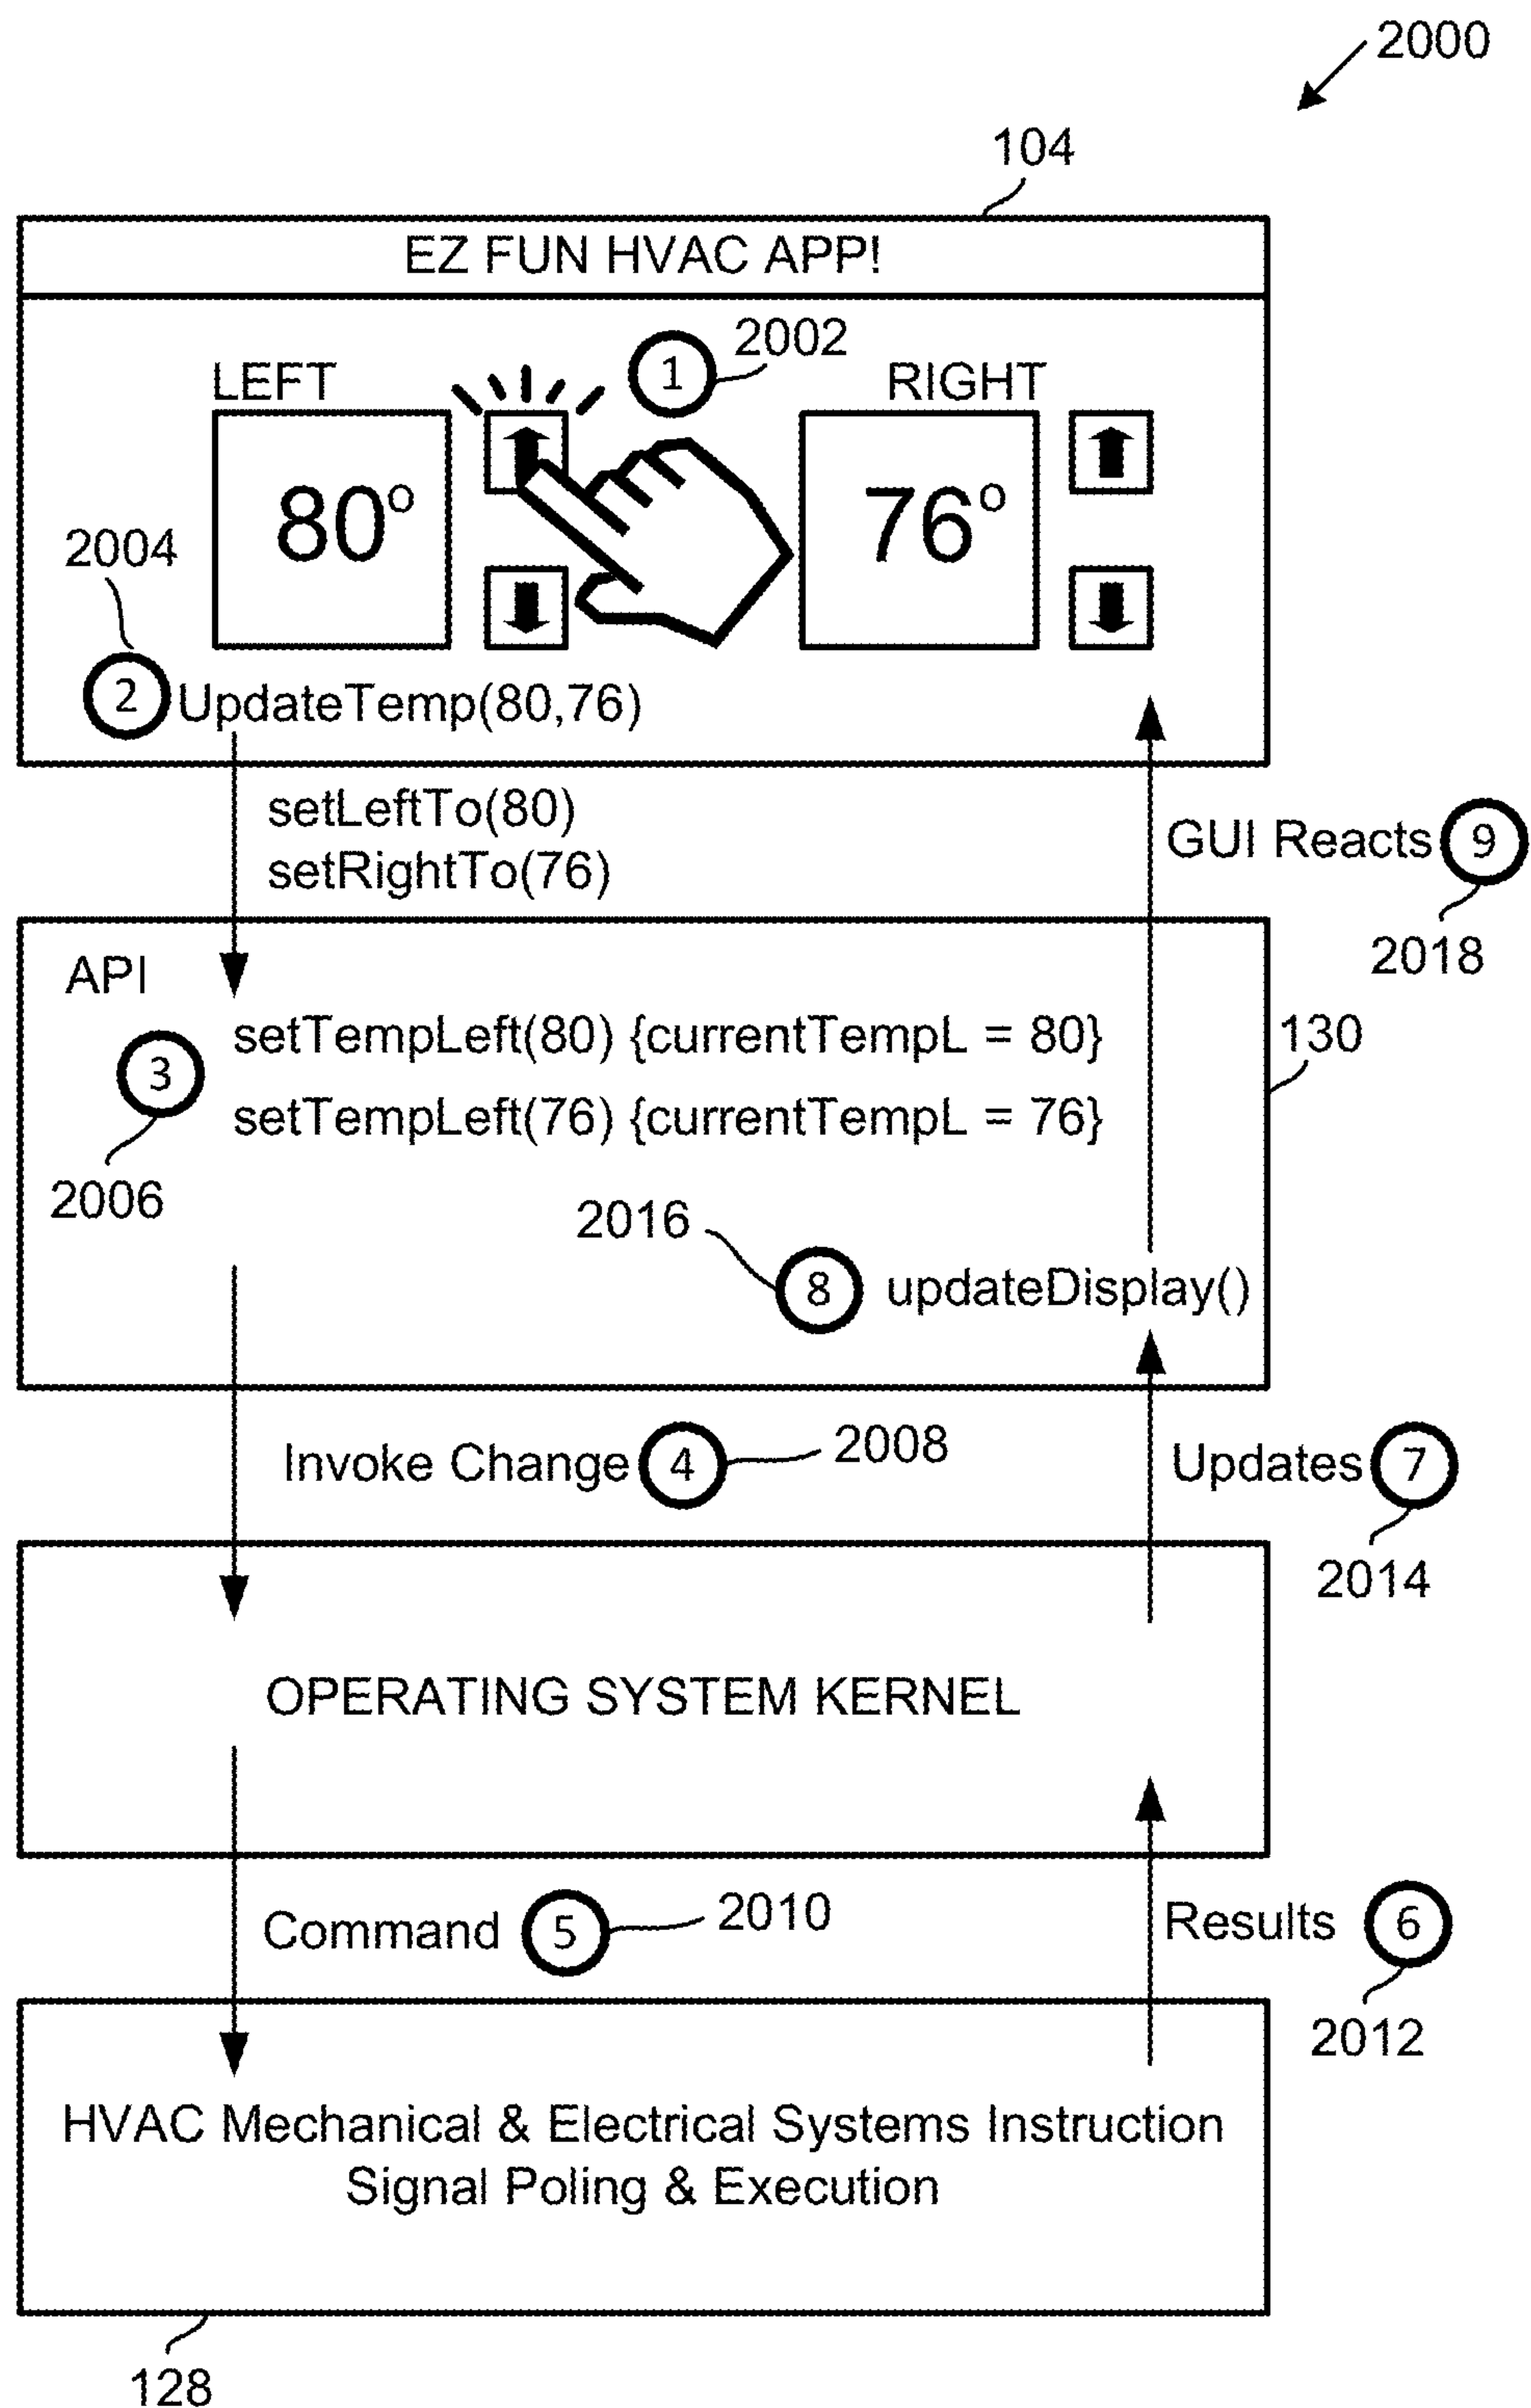 2000
104
EZ FUN HVAC APP!
1 2002
LEFT
RIGHT
80°
76°
2004
2 UpdateTemp(80,76)
setLeftTo(80)
setRightTo(76)
GUI Reacts 9
2018
API
3
setTempLeft(80) {currentTempL = 80}
130
setTempLeft(76) {currentTempL = 76}
2006
2016
8 updateDisplay()
Invoke Change 4 2008
Updates 7
2014
OPERATING SYSTEM KERNEL
Command 5 2010
Results 6
2012
HVAC Mechanical & Electrical Systems Instruction
Signal Poling & Execution
128